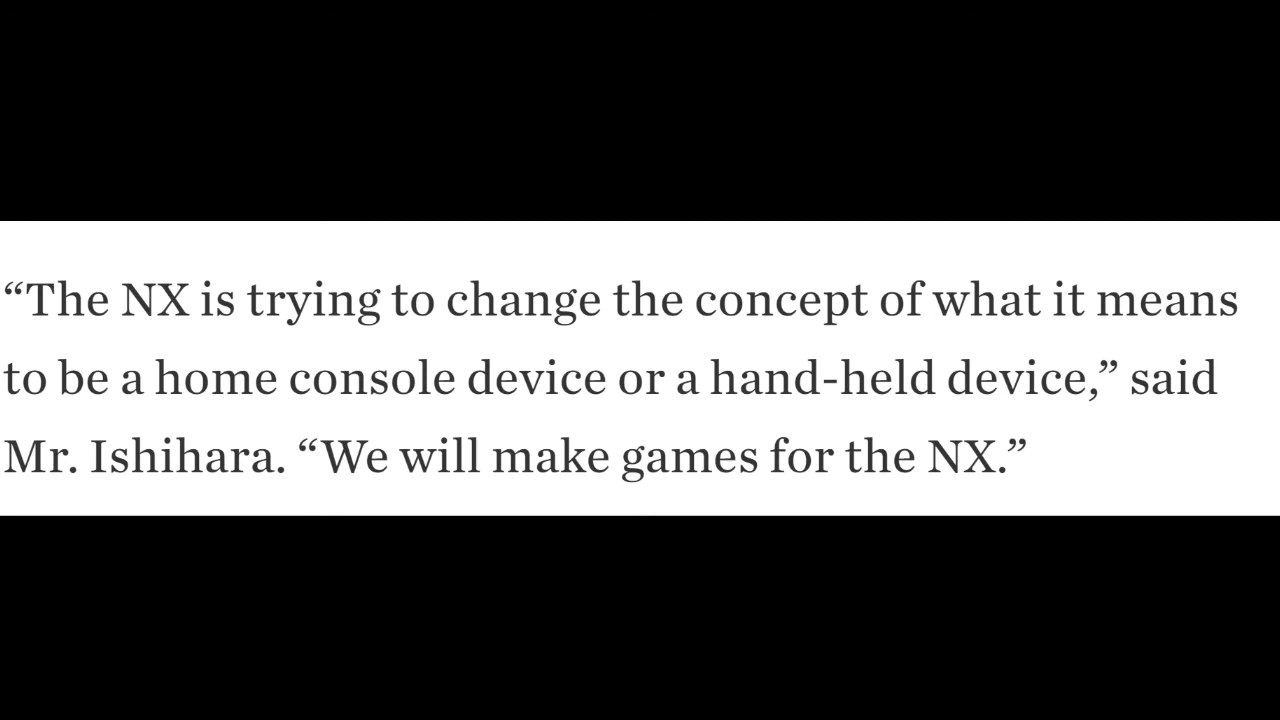 “The NX is trying to change the concept of what it means
to be a home console device or a hand-held device,” said
Mr. Ishihara. “We will make games for the NX.”